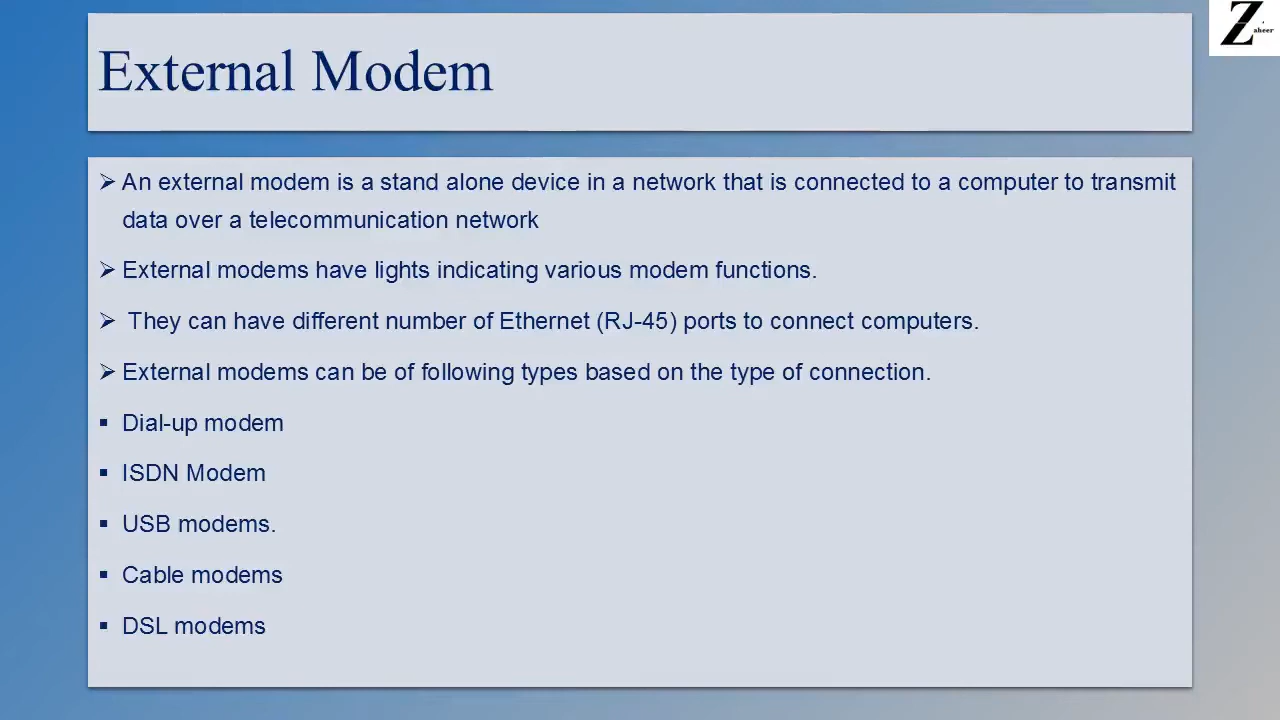 Zaheer
External Modem
➢ An external modem is a stand alone device in a network that is connected to a computer to transmit
data over a telecommunication network
➢ External modems have lights indicating various modem functions.
➢ They can have different number of Ethernet (RJ-45) ports to connect computers.
➢ External modems can be of following types based on the type of connection.
▪ Dial-up modem
▪ ISDN Modem
▪ USB modems.
▪ Cable modems
▪ DSL modems